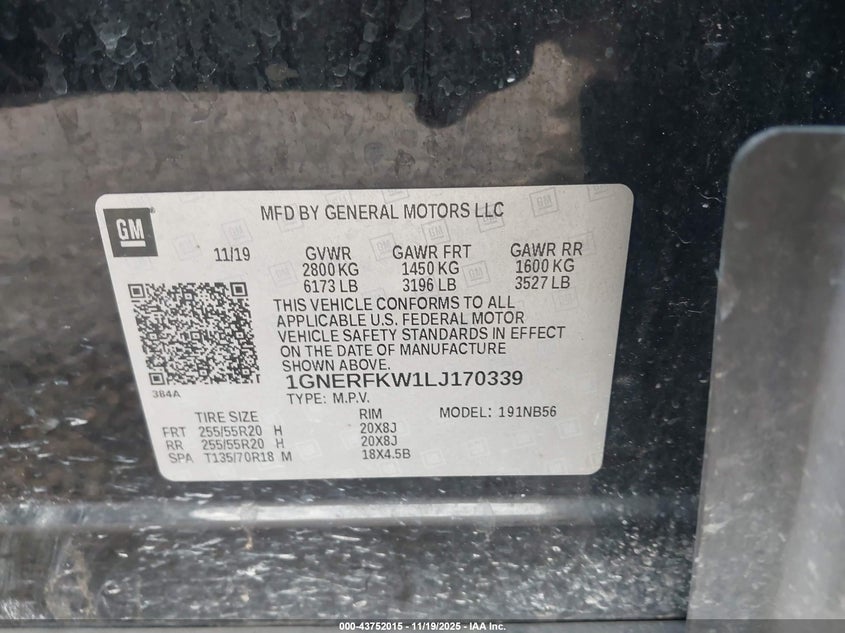 GM
MFD BY GENERAL MOTORS LLC
11/19 GVWR GAWR FRT GAWR RR
2800 KG 1450 KG 1600 KG
6173 LB 3196 LB 3527 LB
THIS VEHICLE CONFORMS TO ALL
APPLICABLE U.S. FEDERAL MOTOR
VEHICLE SAFETY STANDARDS IN EFFECT
ON THE DATE OF MANUFACTURE
SHOWN ABOVE.
384A
1GNERFKW1LJ170339
TYPE: M.P.V. MODEL: 191NB56
TIRE SIZE RIM
FRT 255/55R20 H 20X8J
RR 255/55R20 H 20X8J
SPA T135/70R18 M 18X4.5B
000-43752015 - 11/19/2025 - IAA Inc.